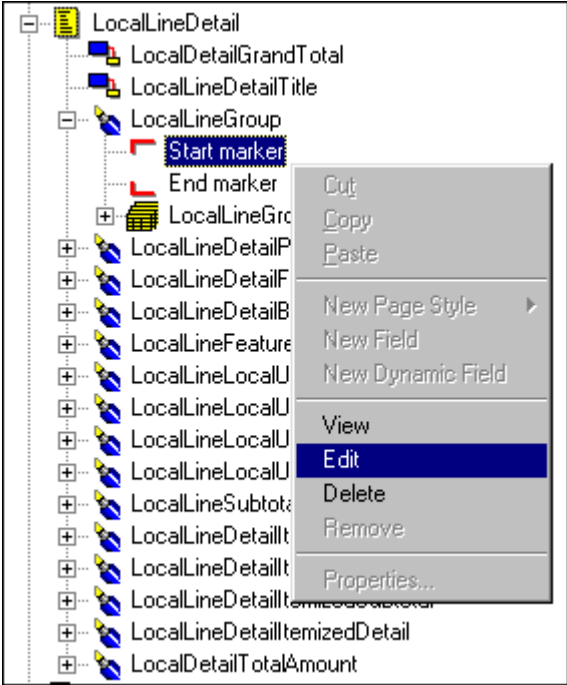 LocalLineDetail
LocalDetailGrandTotal
LocalLineDetailTitle
LocalLineGroup
Start marker
End marker
LocalLineGro
LocalLineDetailP
LocalLineDetailF
LocalLineDetailB
LocalLineFeature
LocalLineLocalU
LocalLineLocalU
LocalLineLocalU
LocalLineLocalU
LocalLineSubtota
LocalLineDetailIt
LocalLineDetailIt
LocalLineDetailItemizedSubtotal
LocalLineDetailItemizedDetail
LocalDetailTotalAmount
Cut
Copy
Paste
New Page Style
New Field
New Dynamic Field
View
Edit
Delete
Remove
Properties...